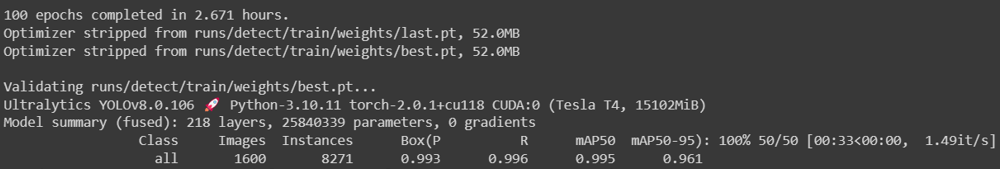 100 epochs completed in 2.671 hours.
Optimizer stripped from runs/detect/train/weights/last.pt, 52.0MB
Optimizer stripped from runs/detect/train/weights/best.pt, 52.0MB

Validating runs/detect/train/weights/best.pt...
Ultralytics YOLOv8.0.106 🚀 Python-3.10.11 torch-2.0.1+cu118 CUDA:0 (Tesla T4, 15102MiB)
Model summary (fused): 218 layers, 25840339 parameters, 0 gradients
Class Images Instances Box(P R mAP50 mAP50-95): 100% 50/50 [00:33<00:00, 1.49it/s]
all 1600 8271 0.993 0.996 0.995 0.961